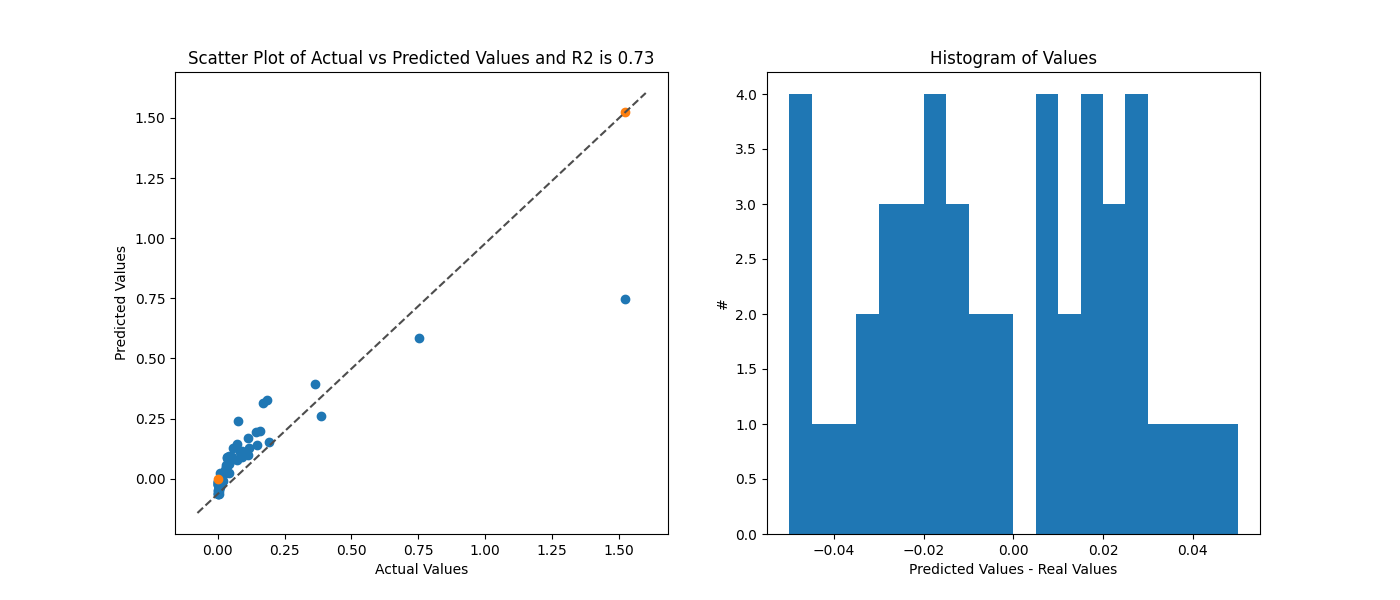 Scatter Plot of Actual vs Predicted Values and R2 is 0.73
1.50
1.25
1.00
0.75
0.50
0.25
0.00
Predicted Values
0.00 0.25 0.50 0.75 1.00 1.25 1.50
Actual Values
Histogram of Values
4.0
3.5
3.0
2.5
2.0
1.5
1.0
0.5
0.0
#
−0.04 −0.02 0.00 0.02 0.04
Predicted Values - Real Values